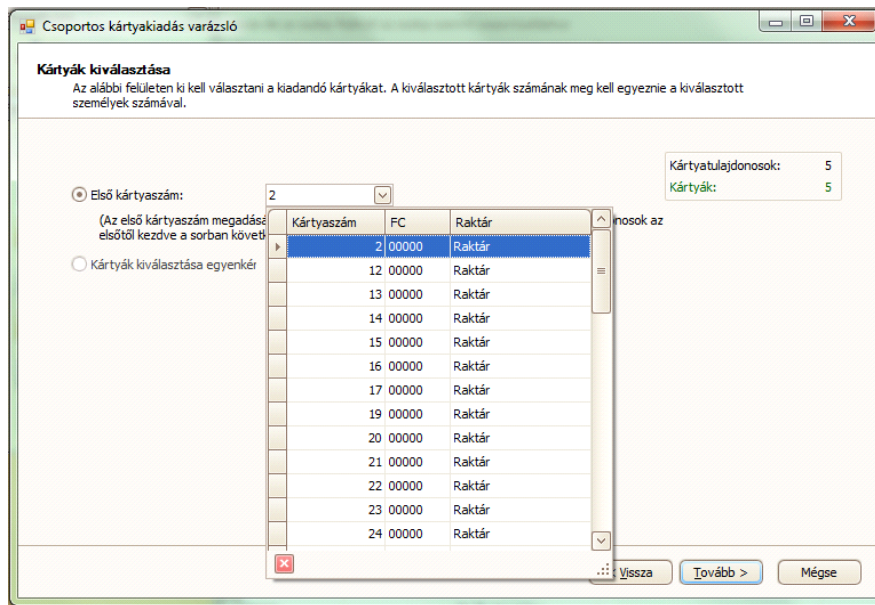 Csoportos kártyakiadás varázsló
Kártyák kiválasztása
Az alábbi felületen ki kell választani a kiadandó kártyákat. A kiválasztott kártyák számának meg kell egyeznie a kiválasztott
személyek számával.
Kártyatulajdonosok: 5
Kártyák: 5
Első kártyaszám: 2
(Az első kártyaszám az
elsőtől kezdve a sorban
Kártyák kiválasztása
Kártyaszám FC Raktár
2 00000 Raktár
12 00000 Raktár
13 00000 Raktár
14 00000 Raktár
15 00000 Raktár
16 00000 Raktár
17 00000 Raktár
19 00000 Raktár
20 00000 Raktár
21 00000 Raktár
22 00000 Raktár
23 00000 Raktár
24 00000 Raktár
Vissza Tovább > Mégse